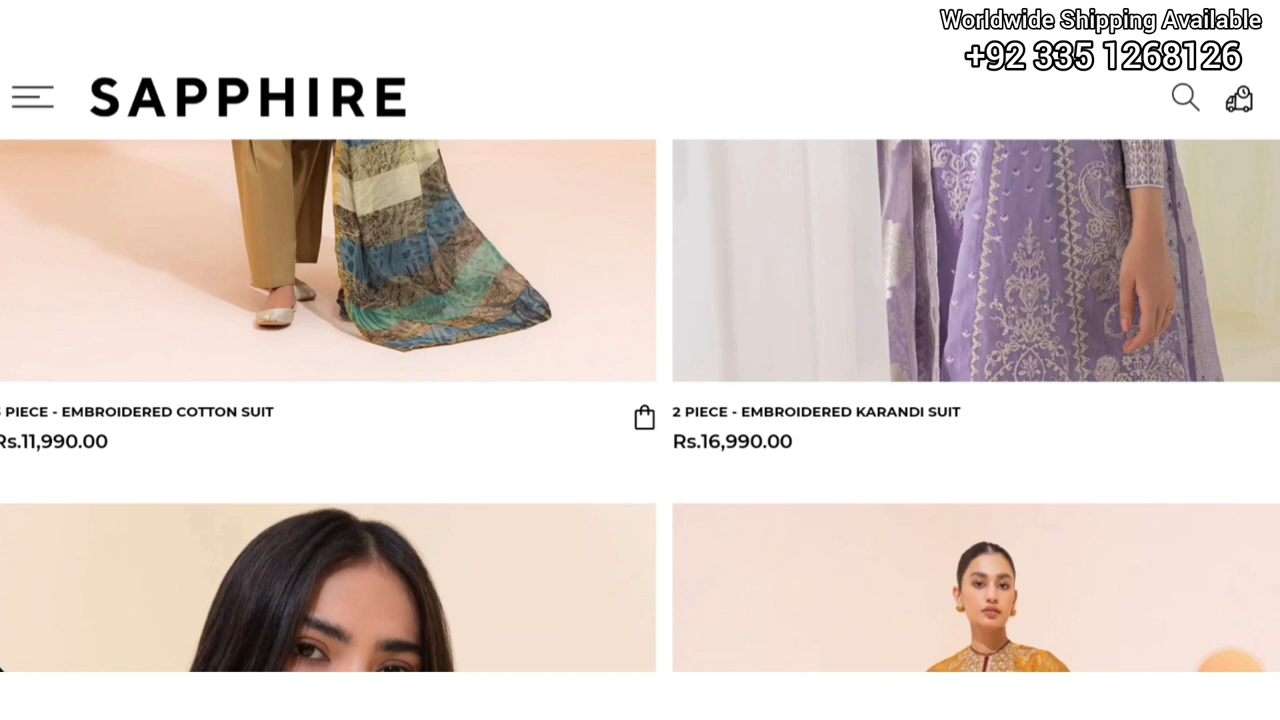 Worldwide Shipping Available
+92 335 1268126
SAPPHIRE
PIECE - EMBROIDERED COTTON SUIT
Rs.11,990.00
2 PIECE - EMBROIDERED KARANDI SUIT
Rs.16,990.00